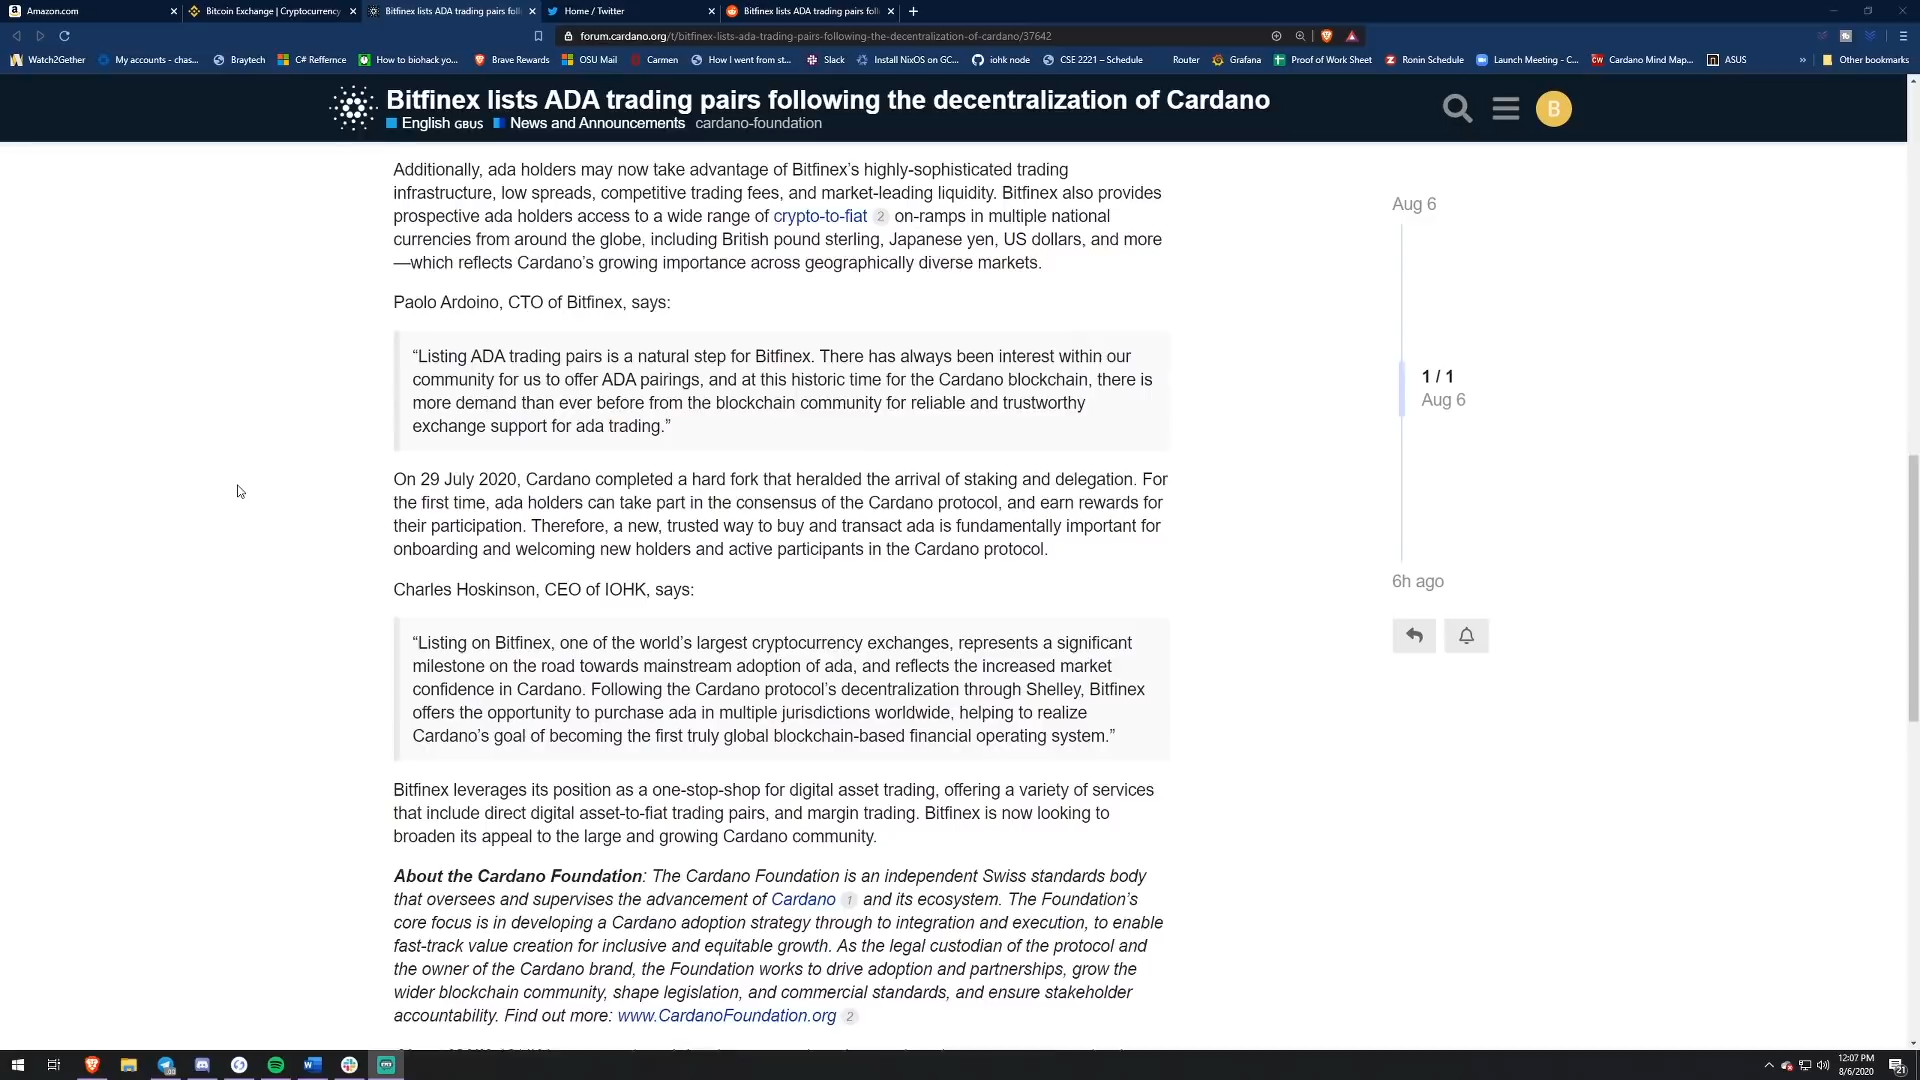 Amazon.com
Bitcoin Exchange | Cryptocurrency
Bitfinex lists ADA trading pairs foll
Home / Twitter
Bitfinex lists ADA trading pairs foll
forum.cardano.org/t/bitfinex-lists-ada-trading-pairs-following-the-decentralization-of-cardano/37642
Watch2Gether My accounts - chas... Braytech C# Reffernce How to biohack yo... Brave Rewards OSU Mail Carmen How I went from st... Slack Install NixOS on GC... iohk node CSE 2221 – Schedule Router Grafana Proof of Work Sheet Ronin Schedule Launch Meeting - C... Cardano Mind Map... ASUS » Other bookmarks
Bitfinex lists ADA trading pairs following the decentralization of Cardano
English GBUS News and Announcements cardano-foundation
B
Additionally, ada holders may now take advantage of Bitfinex’s highly-sophisticated trading
infrastructure, low spreads, competitive trading fees, and market-leading liquidity. Bitfinex also provides
prospective ada holders access to a wide range of crypto-to-fiat 2 on-ramps in multiple national
currencies from around the globe, including British pound sterling, Japanese yen, US dollars, and more
—which reflects Cardano’s growing importance across geographically diverse markets.
Paolo Ardoino, CTO of Bitfinex, says:
“Listing ADA trading pairs is a natural step for Bitfinex. There has always been interest within our
community for us to offer ADA pairings, and at this historic time for the Cardano blockchain, there is
more demand than ever before from the blockchain community for reliable and trustworthy
exchange support for ada trading.”
On 29 July 2020, Cardano completed a hard fork that heralded the arrival of staking and delegation. For
the first time, ada holders can take part in the consensus of the Cardano protocol, and earn rewards for
their participation. Therefore, a new, trusted way to buy and transact ada is fundamentally important for
onboarding and welcoming new holders and active participants in the Cardano protocol.
Charles Hoskinson, CEO of IOHK, says:
“Listing on Bitfinex, one of the world’s largest cryptocurrency exchanges, represents a significant
milestone on the road towards mainstream adoption of ada, and reflects the increased market
confidence in Cardano. Following the Cardano protocol’s decentralization through Shelley, Bitfinex
offers the opportunity to purchase ada in multiple jurisdictions worldwide, helping to realize
Cardano’s goal of becoming the first truly global blockchain-based financial operating system.”
Bitfinex leverages its position as a one-stop-shop for digital asset trading, offering a variety of services
that include direct digital asset-to-fiat trading pairs, and margin trading. Bitfinex is now looking to
broaden its appeal to the large and growing Cardano community.
About the Cardano Foundation: The Cardano Foundation is an independent Swiss standards body
that oversees and supervises the advancement of Cardano 1 and its ecosystem. The Foundation’s
core focus is in developing a Cardano adoption strategy through to integration and execution, to enable
fast-track value creation for inclusive and equitable growth. As the legal custodian of the protocol and
the owner of the Cardano brand, the Foundation works to drive adoption and partnerships, grow the
wider blockchain community, shape legislation, and commercial standards, and ensure stakeholder
accountability. Find out more: www.CardanoFoundation.org 2
Aug 6
1 / 1
Aug 6
6h ago
12:07 PM
8/6/2020
21